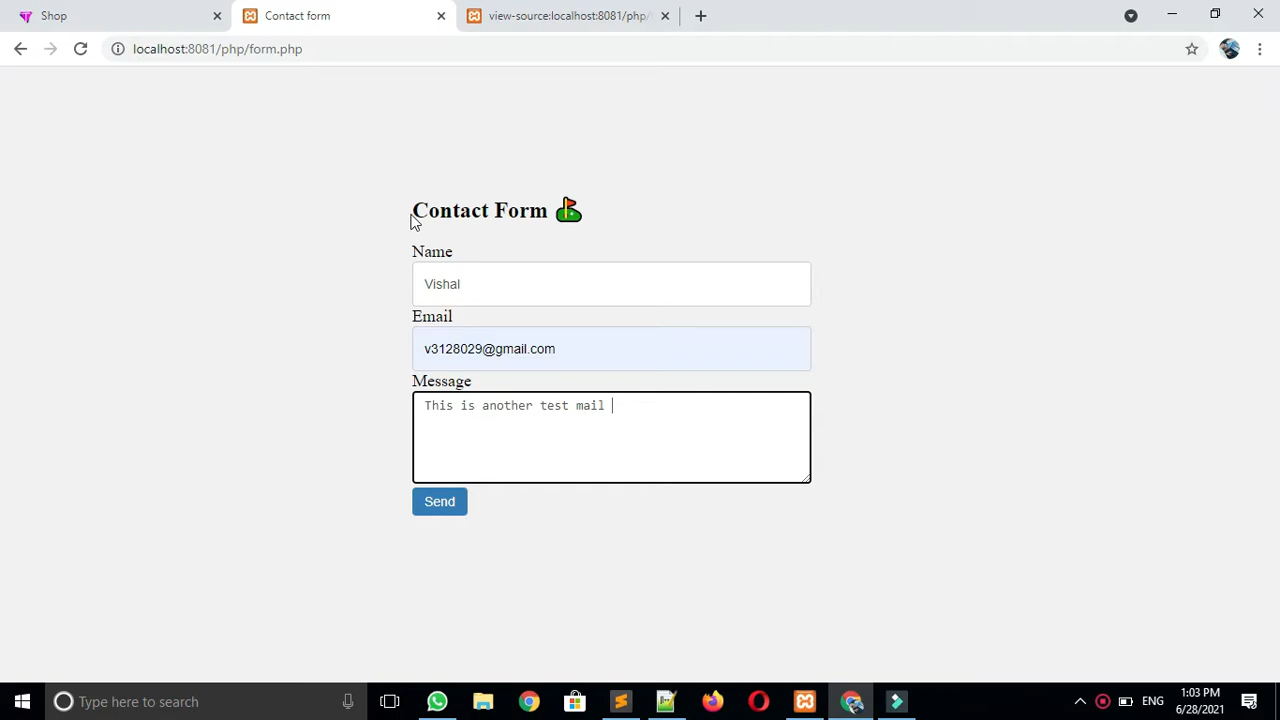 Shop
Contact form
view-source:localhost:8081/php/
localhost:8081/php/form.php
Contact Form
Name
Vishal
Email
v3128029@gmail.com
Message
This is another test mail
Send
Type here to search
ENG
1:03 PM
6/28/2021